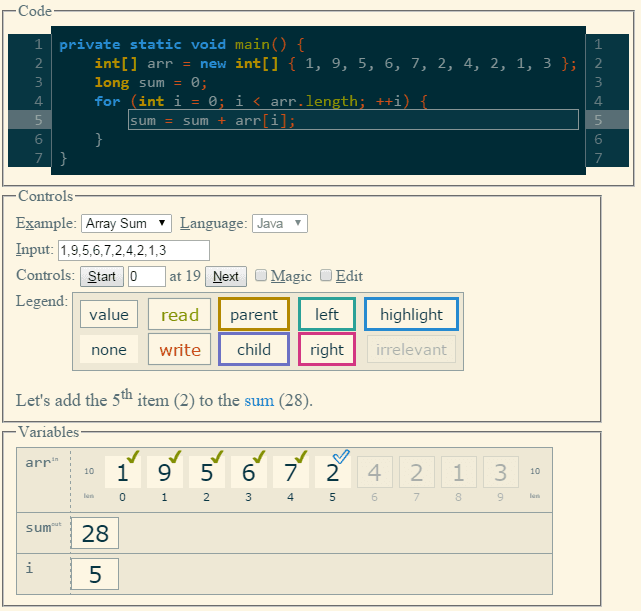 Code
1 private static void main() { 1
2 int[] arr = new int[] { 1, 9, 5, 6, 7, 2, 4, 2, 1, 3 }; 2
3 long sum = 0; 3
4 for (int i = 0; i < arr.length; ++i) { 4
5 sum = sum + arr[i]; 5
6 } 6
7 } 7
Controls
Example: Array Sum ▼ Language: Java ▼
Input: 1,9,5,6,7,2,4,2,1,3
Controls: Start 0 at 19 Next Magic Edit
Legend: value read parent left highlight
none write child right irrelevant
Let's add the 5th item (2) to the sum (28).
Variables
arr in 10 1 9 5 6 7 2 4 2 1 3 10
len 0 1 2 3 4 5 6 7 8 9 len
sum out 28
i 5